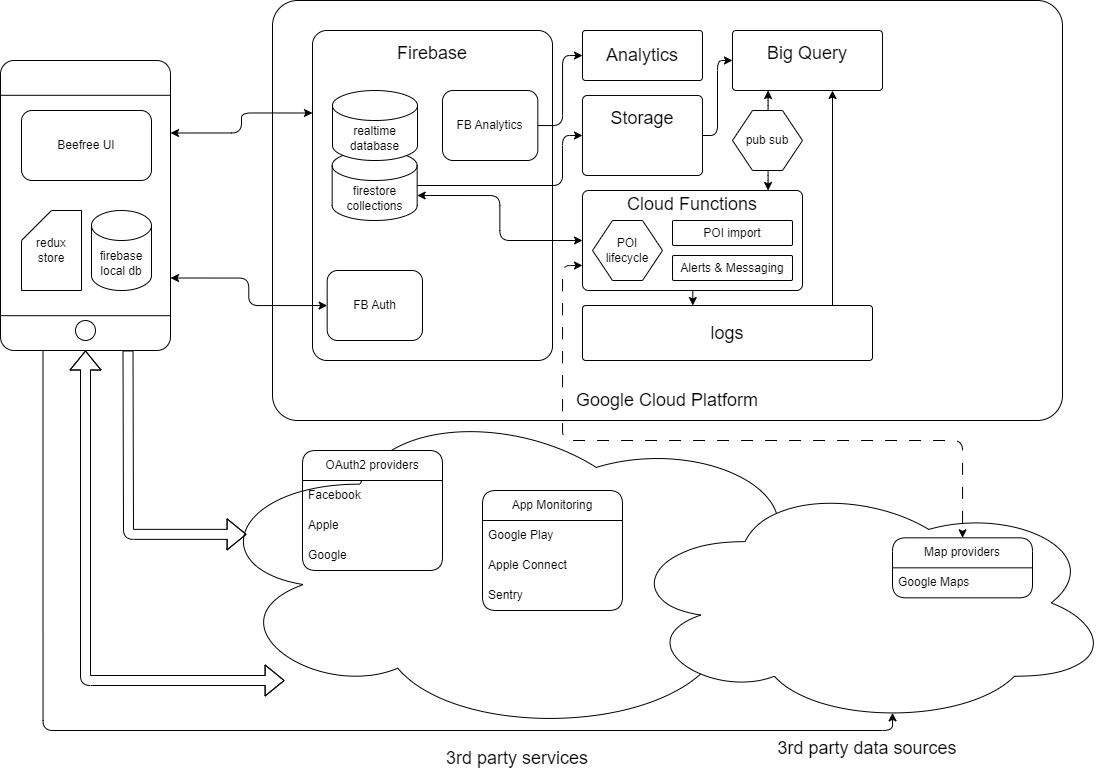 Beefree UI
redux
store
firebase
local db
Firebase
realtime
database
firestore
collections
FB Analytics
FB Auth
Analytics
Storage
Big Query
pub sub
Cloud Functions
POI
lifecycle
POI import
Alerts & Messaging
logs
Google Cloud Platform
OAuth2 providers
Facebook
Apple
Google
App Monitoring
Google Play
Apple Connect
Sentry
Map providers
Google Maps
3rd party services
3rd party data sources